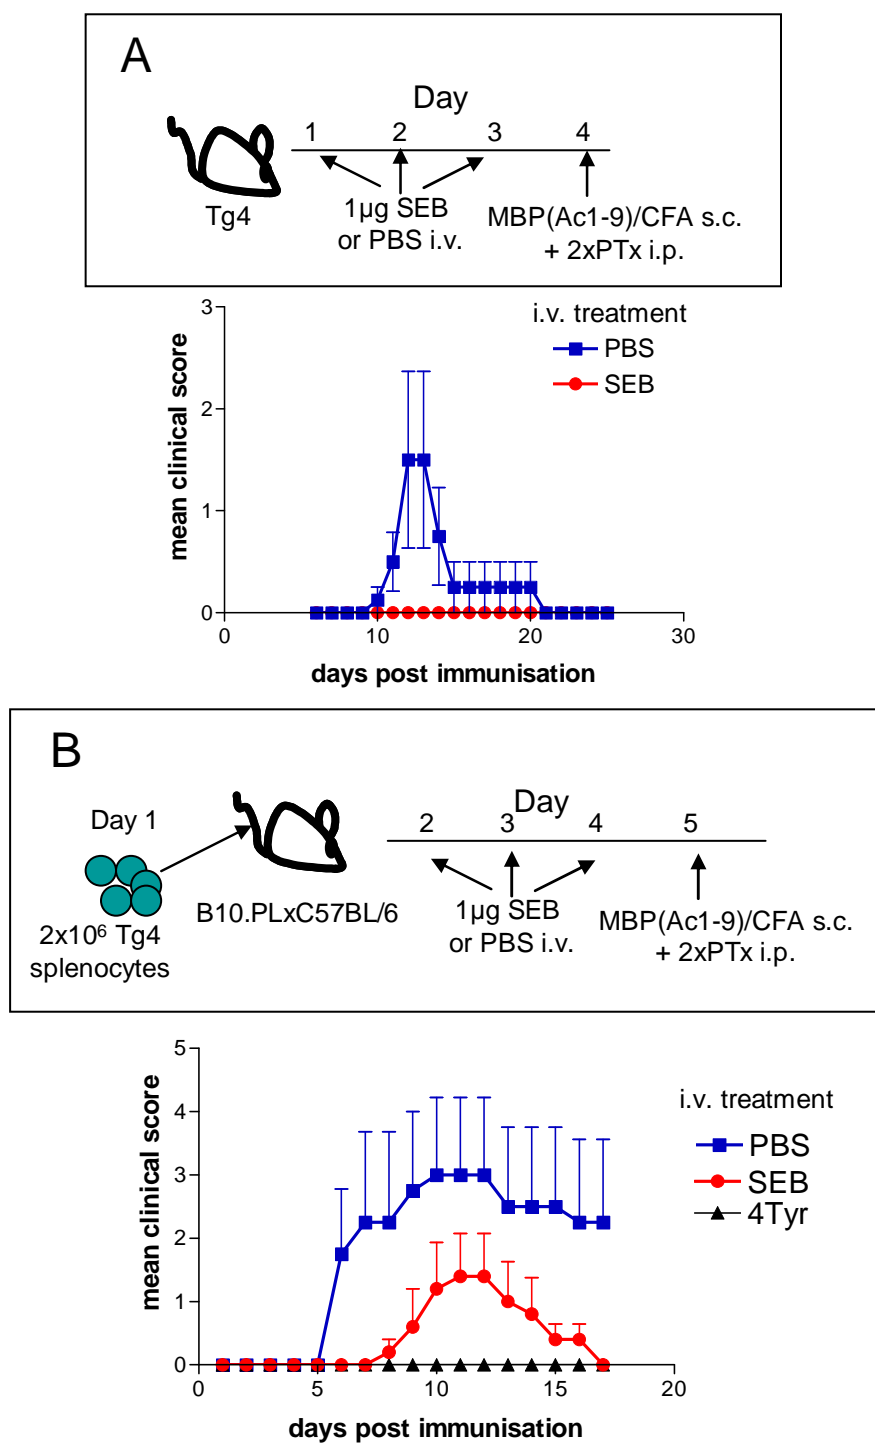 A
Day
1 2 3 4
Tg4
1µg SEB
or PBS i.v.
MBP(Ac1-9)/CFA s.c.
+ 2xPTx i.p.
i.v. treatment
PBS
SEB
mean clinical score
3
2
1
0
0 10 20 30
days post immunisation
B
Day 1
2x10⁶ Tg4
splenocytes
B10.PLxC57BL/6
Day
2 3 4 5
1µg SEB
or PBS i.v.
MBP(Ac1-9)/CFA s.c.
+ 2xPTx i.p.
i.v. treatment
PBS
SEB
4Tyr
mean clinical score
5
4
3
2
1
0
0 5 10 15 20
days post immunisation